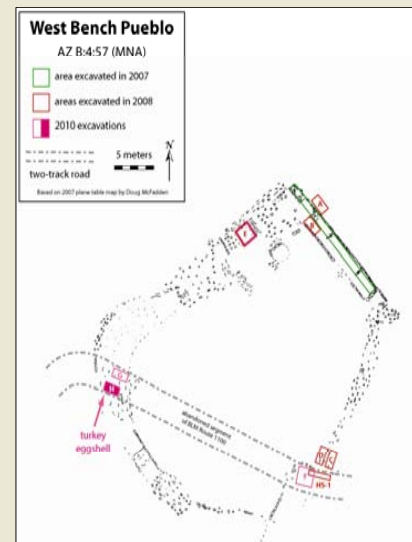 West Bench Pueblo
AZ B:4:57 (MNA)
area excavated in 2007
areas excavated in 2008
2010 excavations
two-track road
5 meters
N
Based on 2007 plane table map by Doug McFadden
A
B
F
G
H
turkey
eggshell
abandoned segment
of BLM Route 1100
D C
HS-1